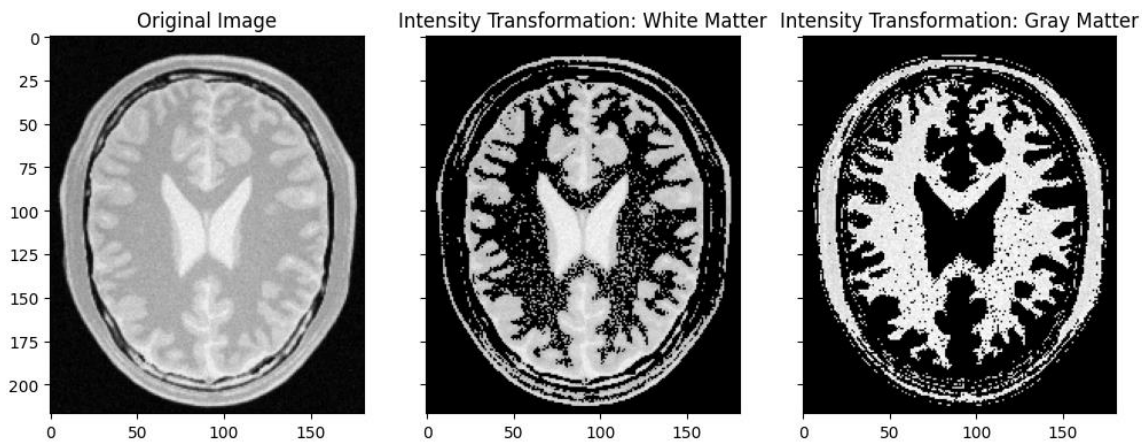 Original Image
Intensity Transformation: White Matter
Intensity Transformation: Gray Matter
0
25
50
75
100
125
150
175
200
0 50 100 150
0 50 100 150
0 50 100 150